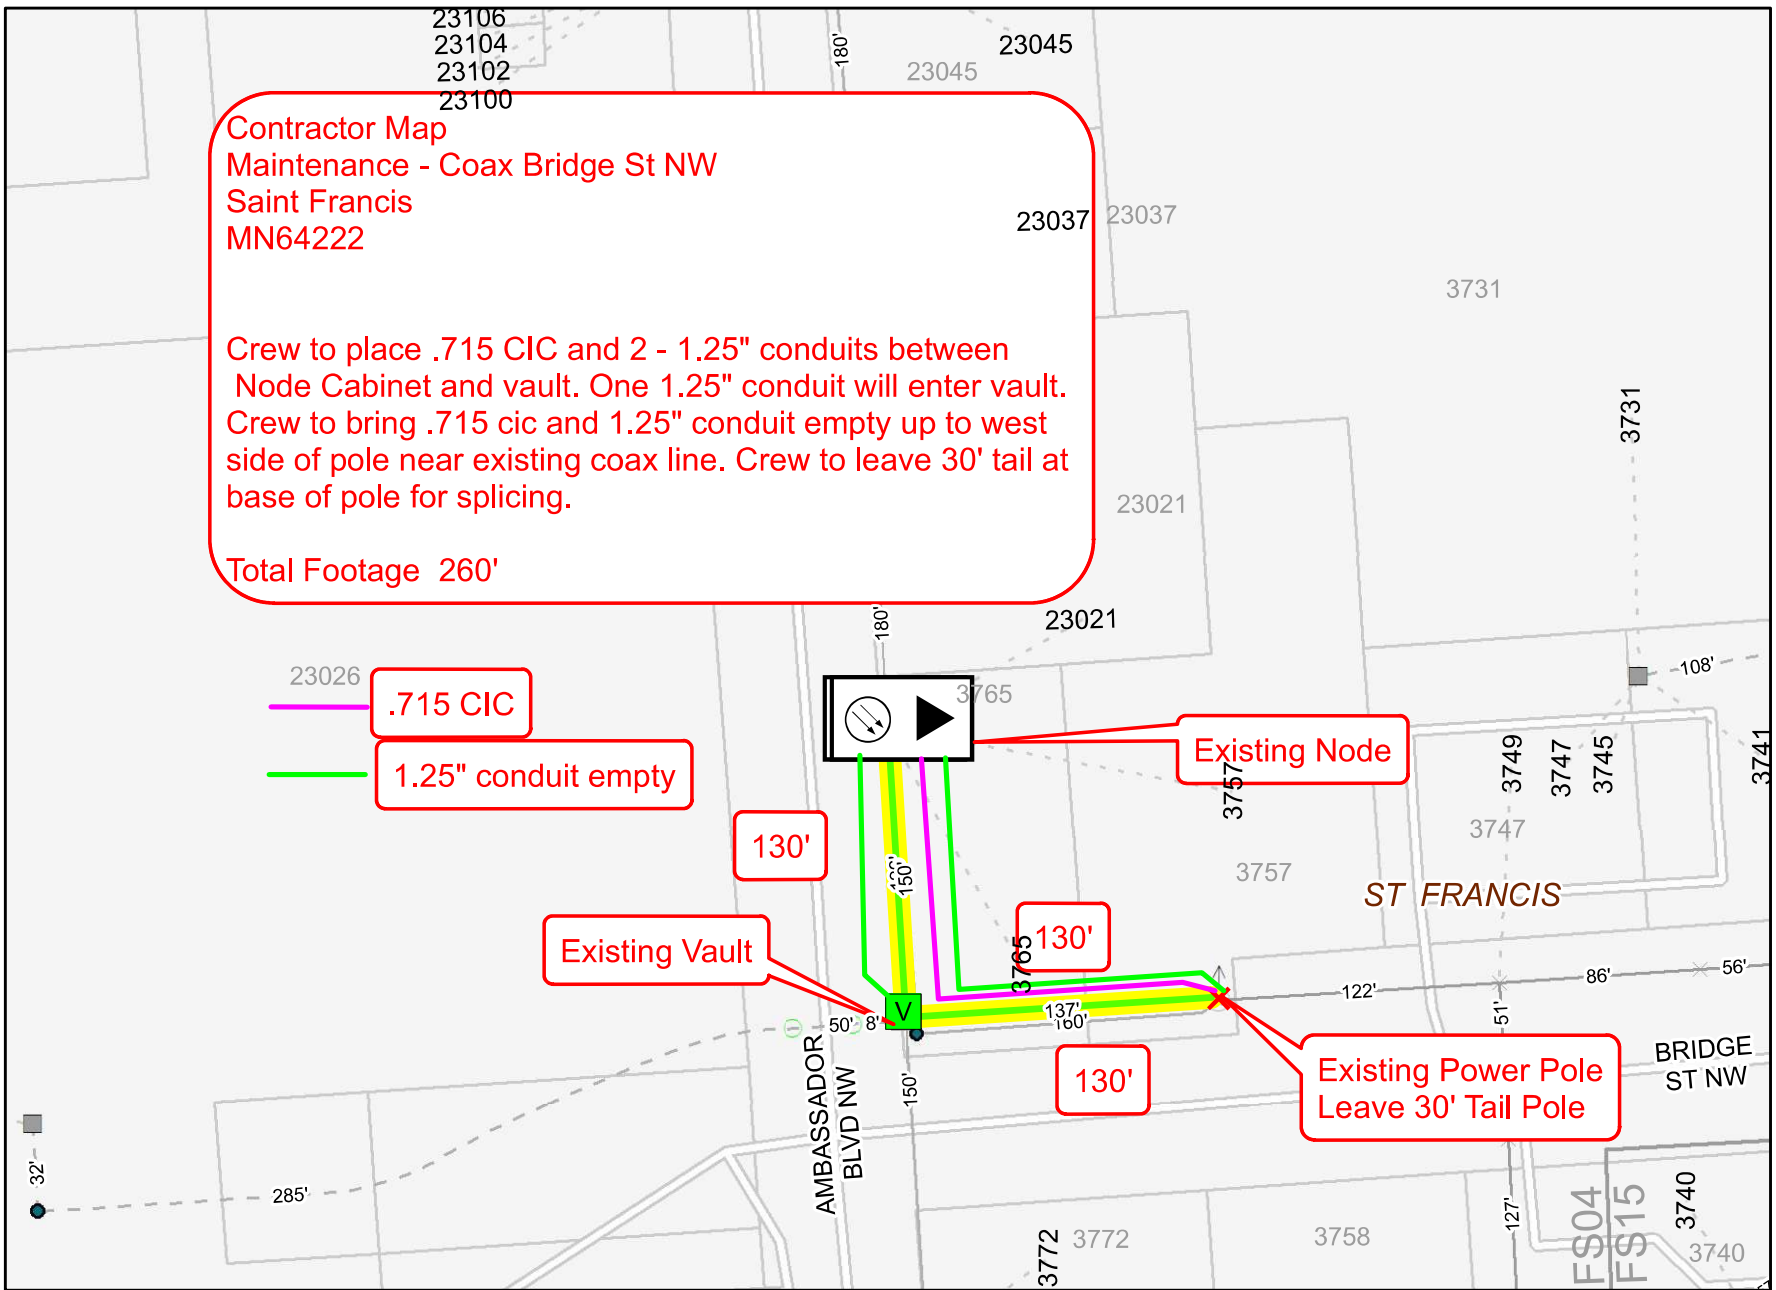 23106
23104
23102
23100
180'
23045
23045
Contractor Map
Maintenance - Coax Bridge St NW
Saint Francis
MN64222
23037
23037
3731
Crew to place .715 CIC and 2 - 1.25" conduits between
Node Cabinet and vault. One 1.25" conduit will enter vault.
Crew to bring .715 cic and 1.25" conduit empty up to west
side of pole near existing coax line. Crew to leave 30' tail at
base of pole for splicing.
Total Footage 260'
3731
23021
23021
180'
23026
.715 CIC
1.25" conduit empty
3765
Existing Node
108'
3757
3749
3747
3745
3741
3747
3757
130'
150'
ST FRANCIS
Existing Vault
130'
3765
V
50'
8'
137'
160'
122'
86'
56'
51'
130'
AMBASSADOR
BLVD NW
150'
Existing Power Pole
Leave 30' Tail Pole
BRIDGE
ST NW
32'
285'
127'
FS04
FS15
3740
3740
3772
3772
3758